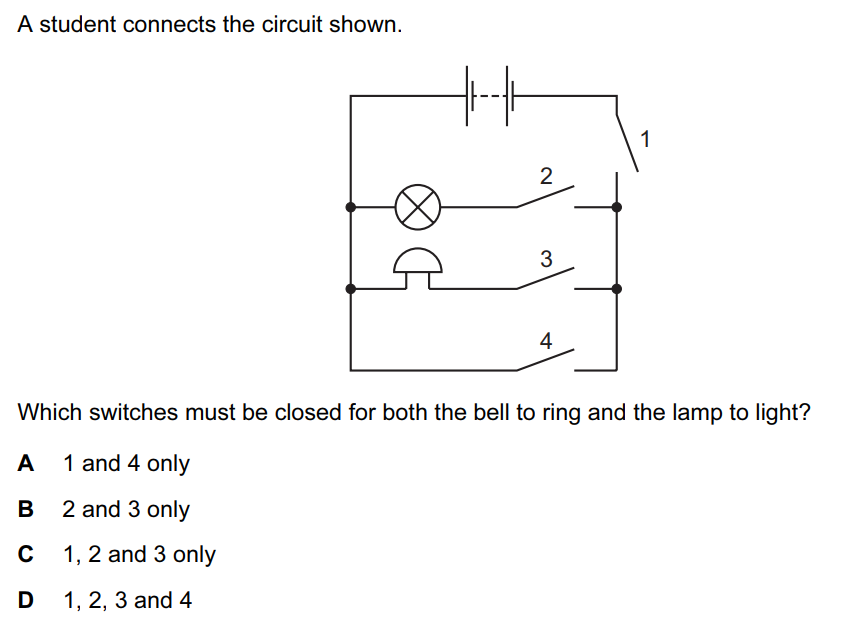 A student connects the circuit shown.
1
2
3
4
Which switches must be closed for both the bell to ring and the lamp to light?
A 1 and 4 only
B 2 and 3 only
C 1, 2 and 3 only
D 1, 2, 3 and 4